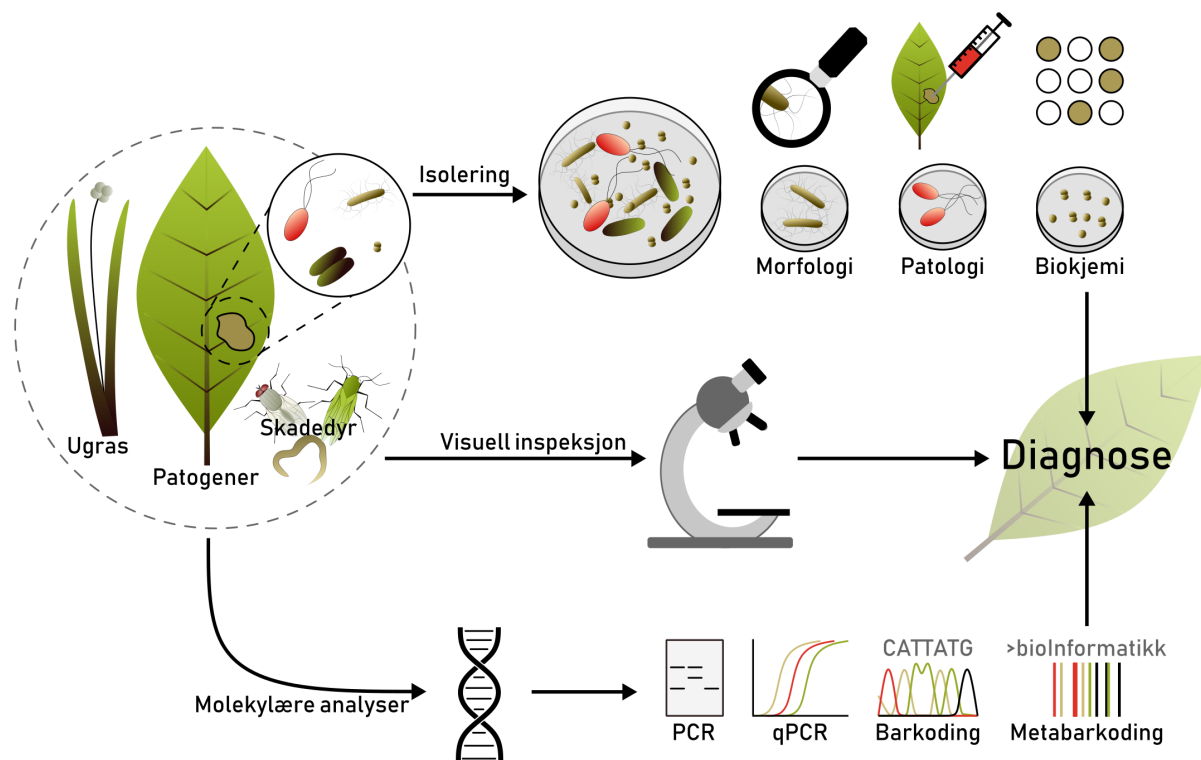 Isolering
Morfologi
Patologi
Biokjemi
Ugras
Skadedyr
Patogener
Visuell inspeksjon
Diagnose
Molekylære analyser
CATTATG
>bioInformatikk
PCR
qPCR
Barkoding
Metabarkoding